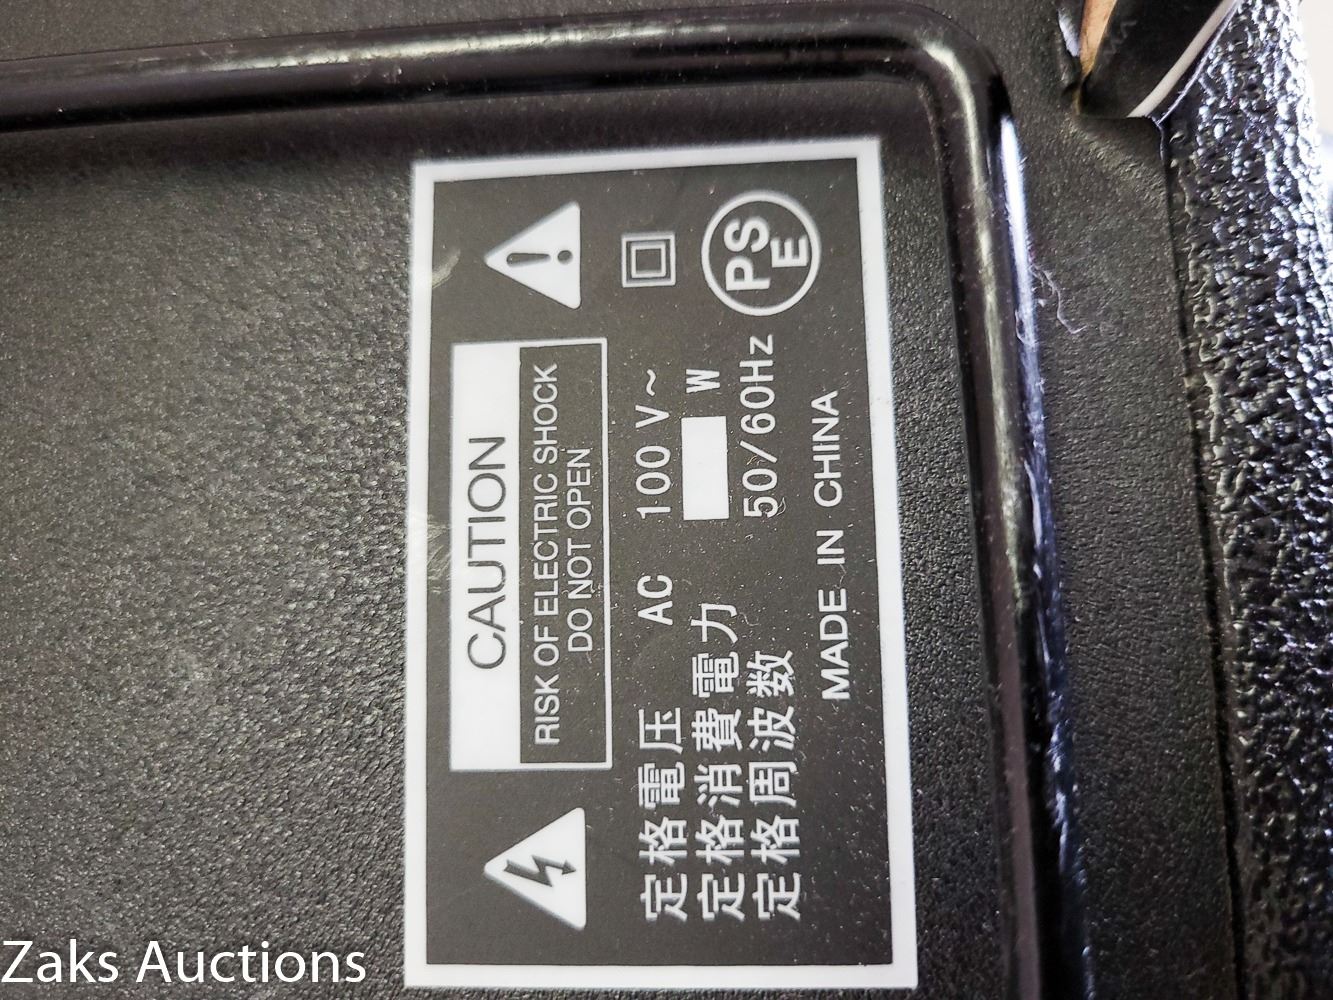 CAUTION
RISK OF ELECTRIC SHOCK
DO NOT OPEN
定格電圧 AC 100 V~
定格消費電力 W
定格周波数 50/60Hz
MADE IN CHINA
PSE
Zaks Auctions